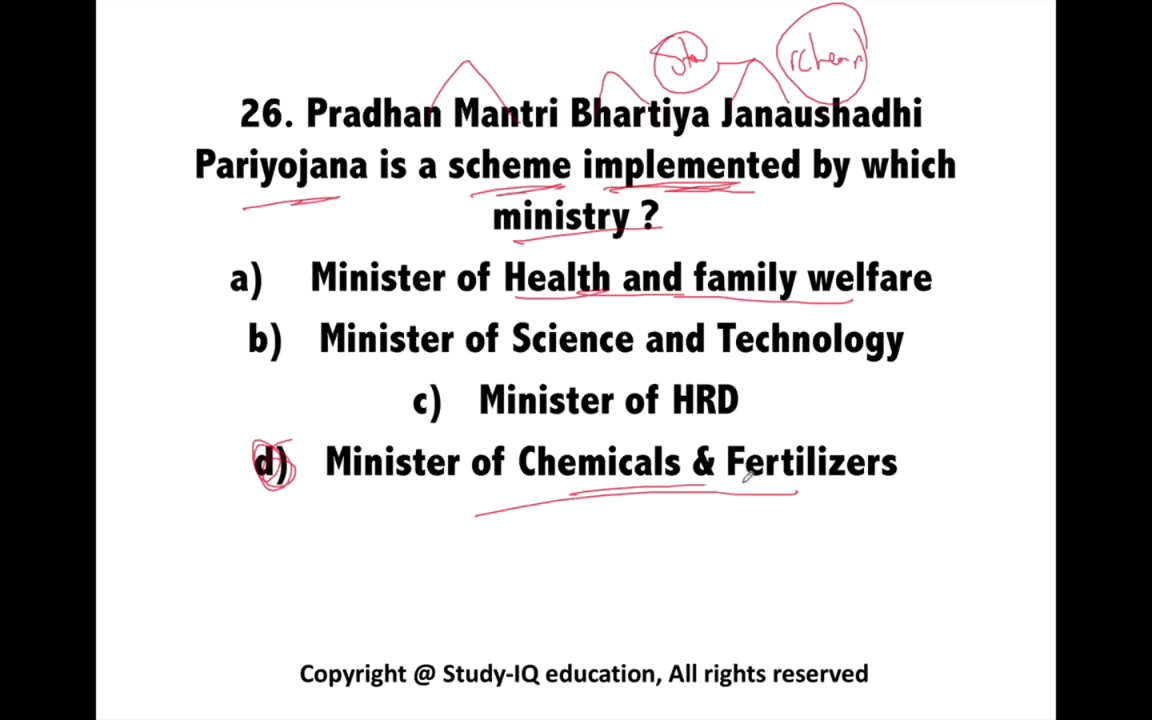 26. Pradhan Mantri Bhartiya Janaushadhi
Pariyojana is a scheme implemented by which
ministry ?
a) Minister of Health and family welfare
b) Minister of Science and Technology
c) Minister of HRD
d) Minister of Chemicals & Fertilizers
Copyright @ Study-IQ education, All rights reserved